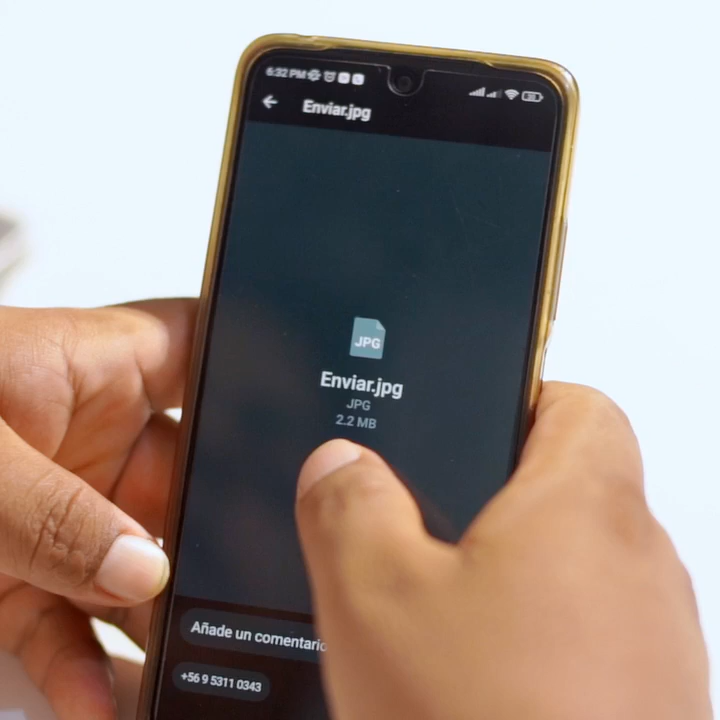 6:32 PM
Enviar.jpg
JPG
Enviar.jpg
JPG
2.2 MB
Añade un comentario
+56 9 5311 0343